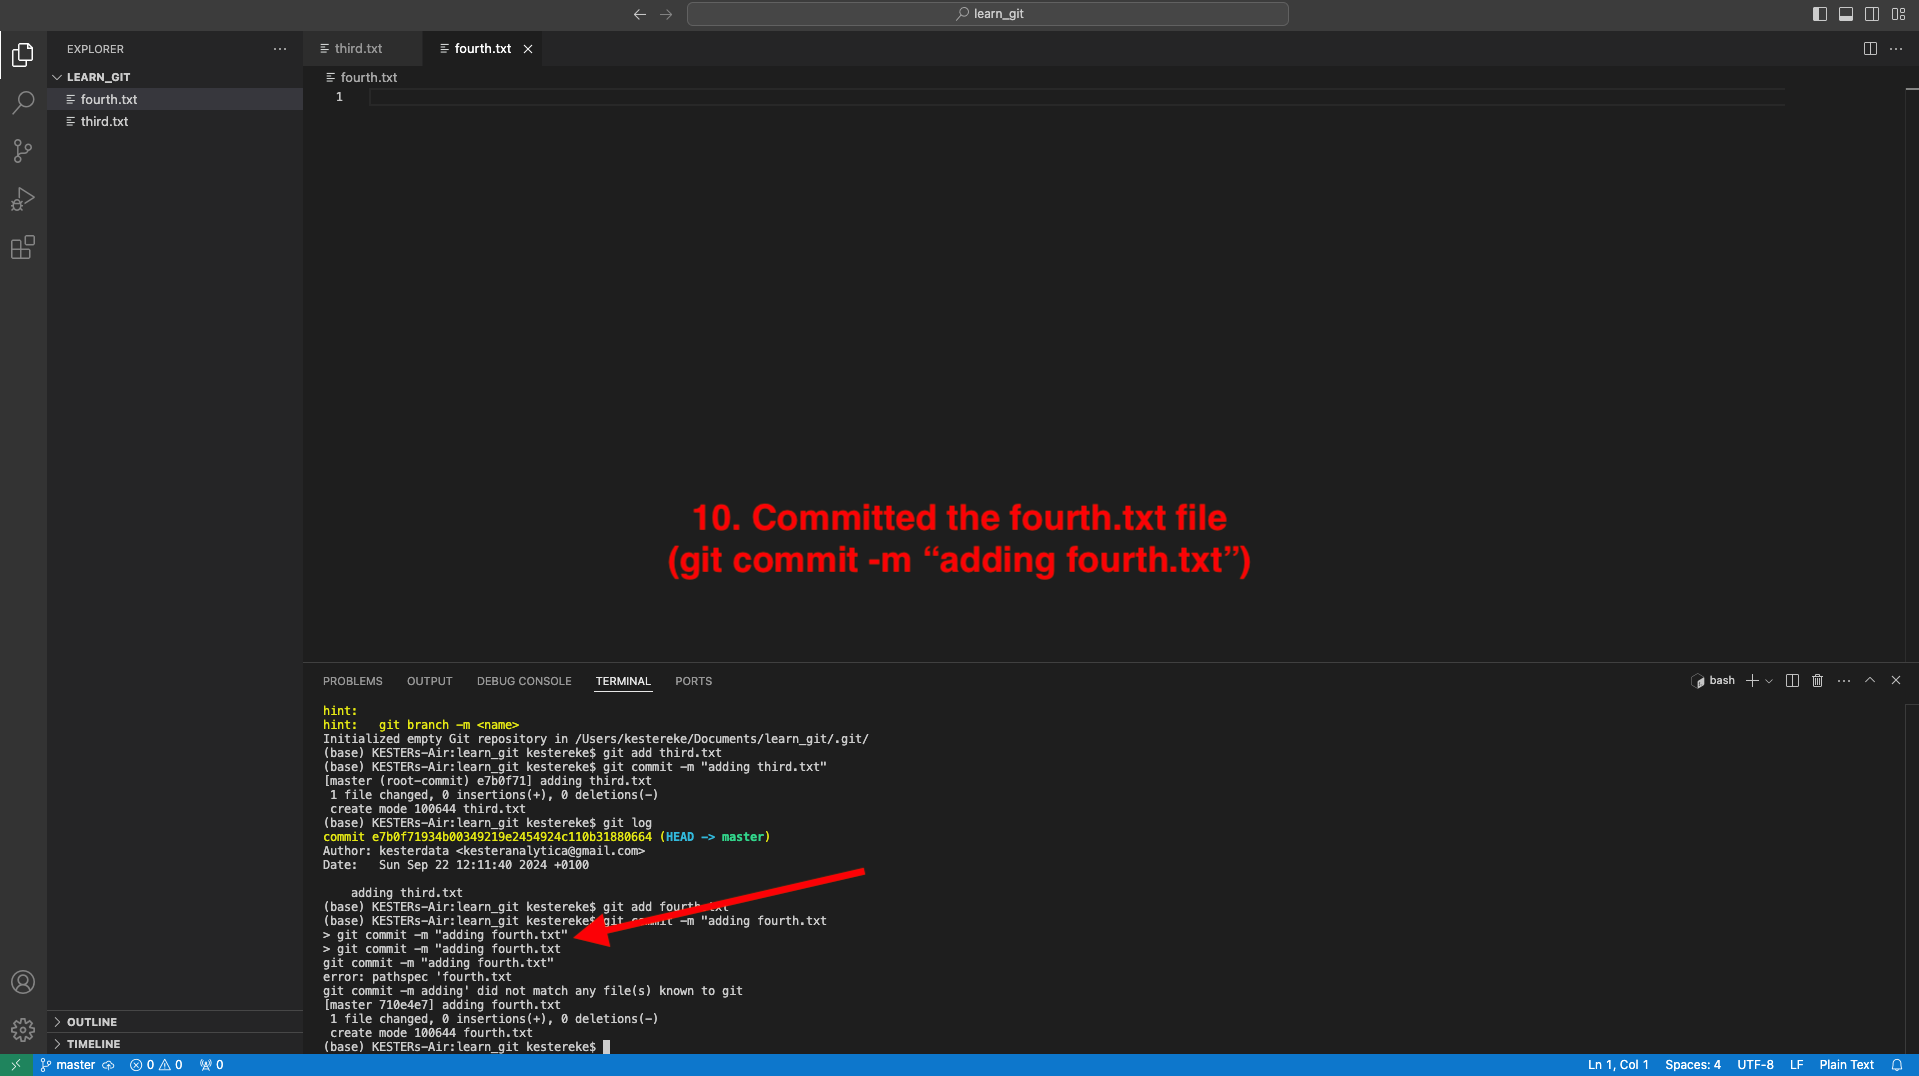 learn_git
EXPLORER
third.txt
fourth.txt
LEARN_GIT
fourth.txt
third.txt
fourth.txt
1
10. Committed the fourth.txt file
(git commit -m “adding fourth.txt”)
PROBLEMS OUTPUT DEBUG CONSOLE TERMINAL PORTS
bash
hint:
hint:   git branch -m <name>
Initialized empty Git repository in /Users/kestereke/Documents/learn_git/.git/
(base) KESTERs-Air:learn_git kestereke$ git add third.txt
(base) KESTERs-Air:learn_git kestereke$ git commit -m "adding third.txt"
[master (root-commit) e7b0f71] adding third.txt
 1 file changed, 0 insertions(+), 0 deletions(-)
 create mode 100644 third.txt
(base) KESTERs-Air:learn_git kestereke$ git log
commit e7b0f71934b00349219e2454924c110b31880664 (HEAD -> master)
Author: kesterdata <kesteranalytica@gmail.com>
Date:   Sun Sep 22 12:11:40 2024 +0100
    adding third.txt
(base) KESTERs-Air:learn_git kestereke$ git add fourth.txt
(base) KESTERs-Air:learn_git kestereke$ git commit -m "adding fourth.txt
> git commit -m "adding fourth.txt"
> git commit -m "adding fourth.txt
git commit -m "adding fourth.txt"
error: pathspec 'fourth.txt
git commit -m adding' did not match any file(s) known to git
[master 710e4e7] adding fourth.txt
 1 file changed, 0 insertions(+), 0 deletions(-)
 create mode 100644 fourth.txt
(base) KESTERs-Air:learn_git kestereke$
OUTLINE
TIMELINE
master 0 0 0
Ln 1, Col 1 Spaces: 4 UTF-8 LF Plain Text